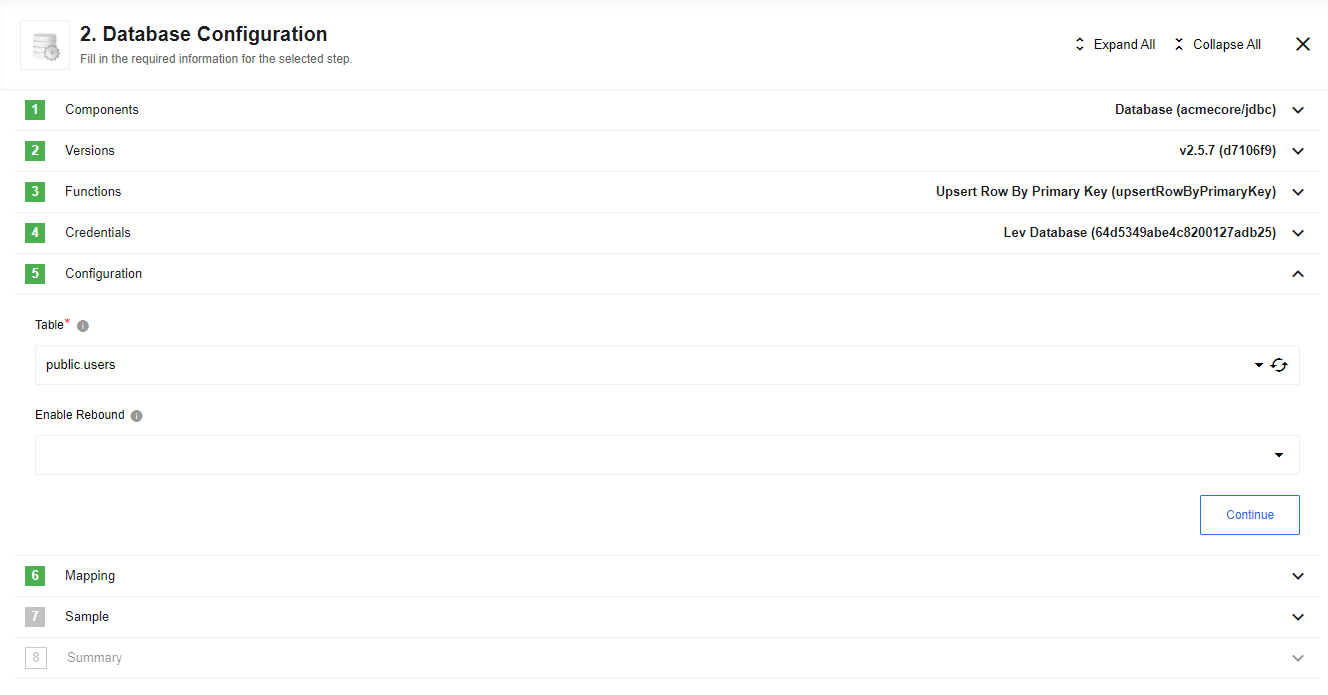 2. Database Configuration
Fill in the required information for the selected step.
Expand All
Collapse All
1 Components Database (acmecore/jdbc)
2 Versions v2.5.7 (d7106f9)
3 Functions Upsert Row By Primary Key (upsertRowByPrimaryKey)
4 Credentials Lev Database (64d5349abe4c8200127adb25)
5 Configuration
Table*
public.users
Enable Rebound
Continue
6 Mapping
7 Sample
8 Summary